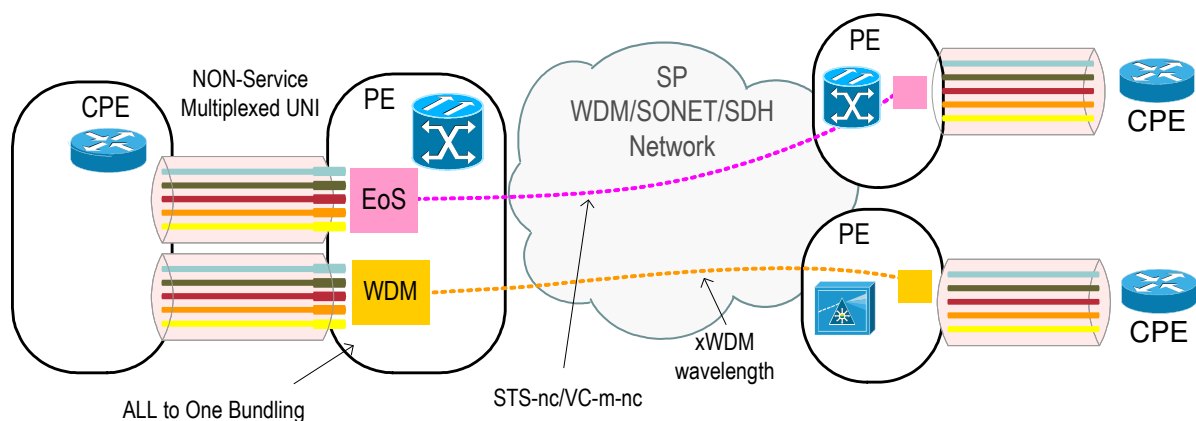 NON-Service
Multiplexed UNI
CPE
PE
EoS
WDM
ALL to One Bundling
SP
WDM/SONET/SDH
Network
STS-nc/VC-m-nc
xWDM
wavelength
PE
CPE
PE
CPE